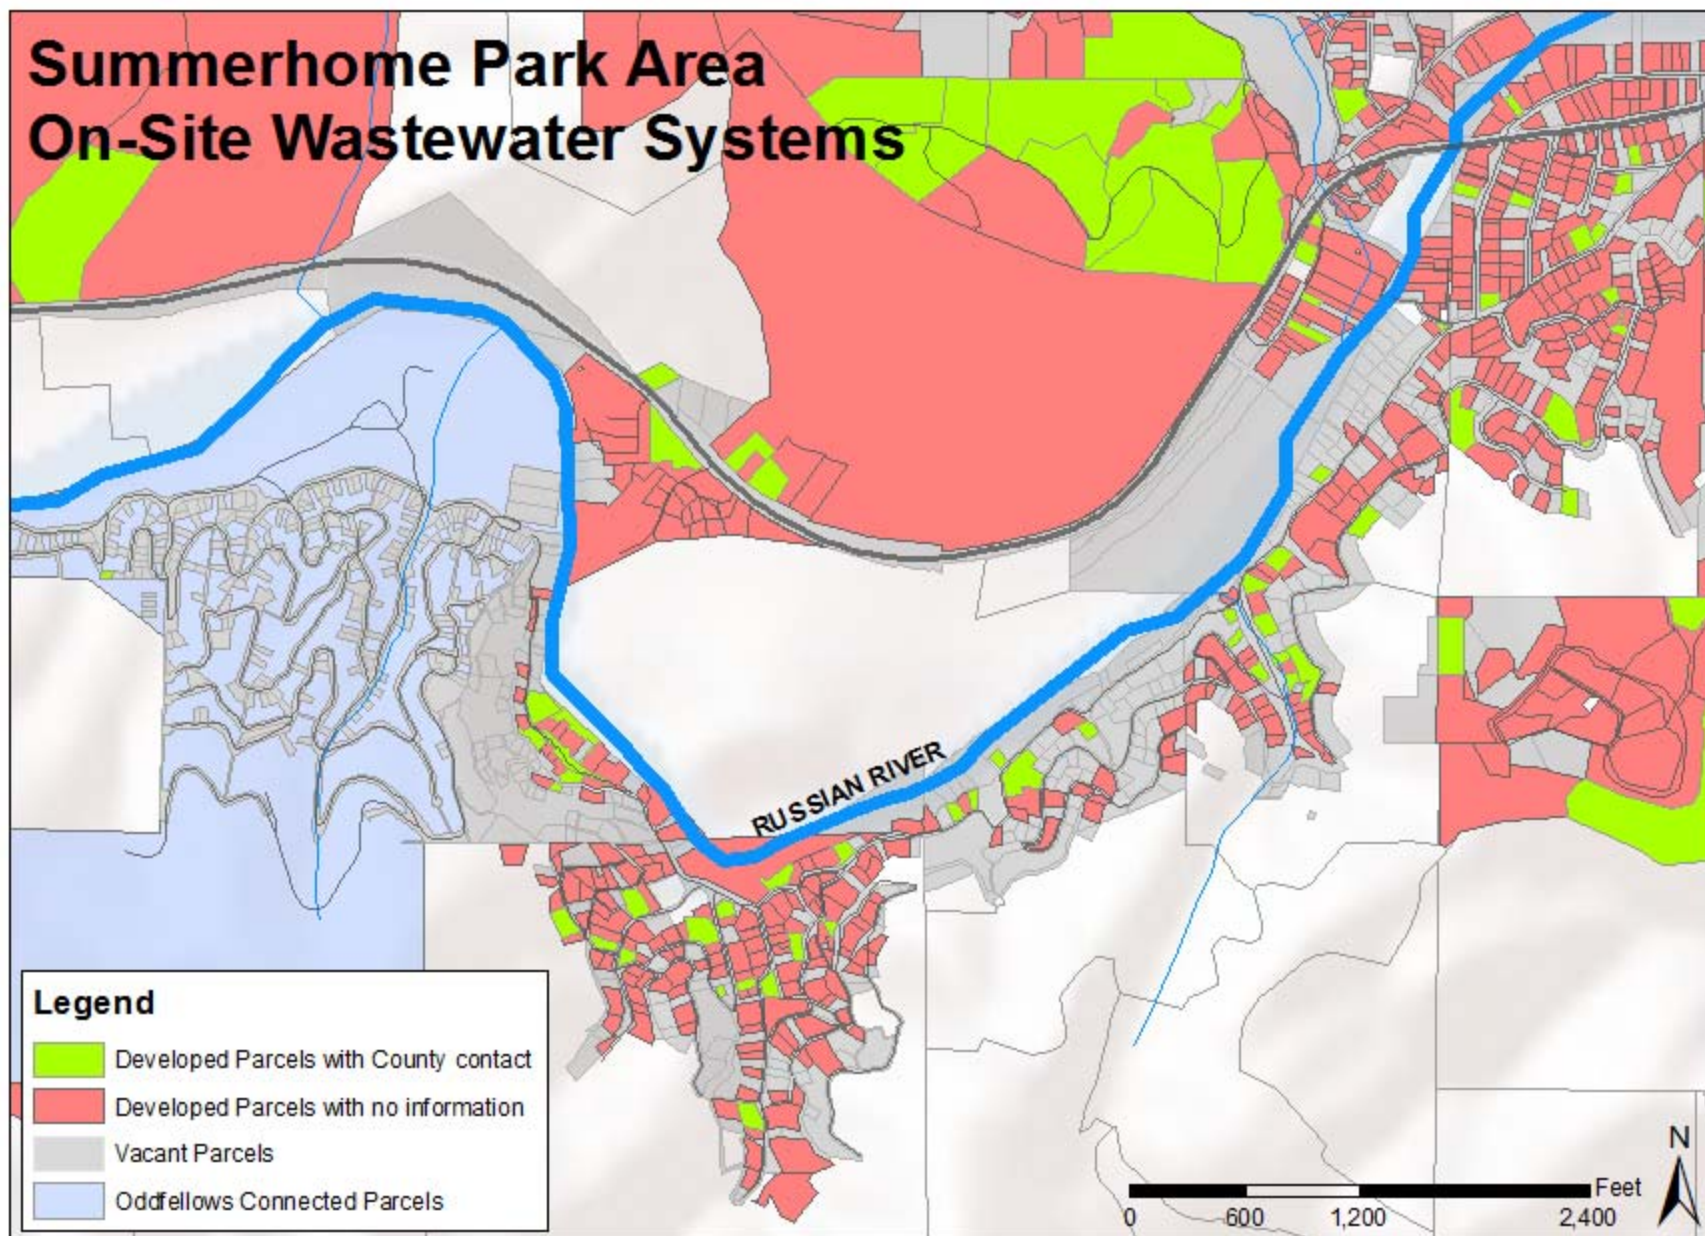 Summerhome Park Area
On-Site Wastewater Systems
RUSSIAN RIVER
Legend
Developed Parcels with County contact
Developed Parcels with no information
Vacant Parcels
Oddfellows Connected Parcels
N
Feet
0 600 1,200 2,400